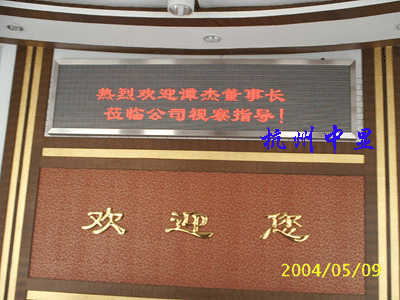 热烈欢迎谭杰董事长
莅临公司视察指导！
杭州中星
欢迎您
2004/05/09